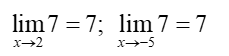 lim 7 = 7; lim 7 = 7
x→2 x→−5